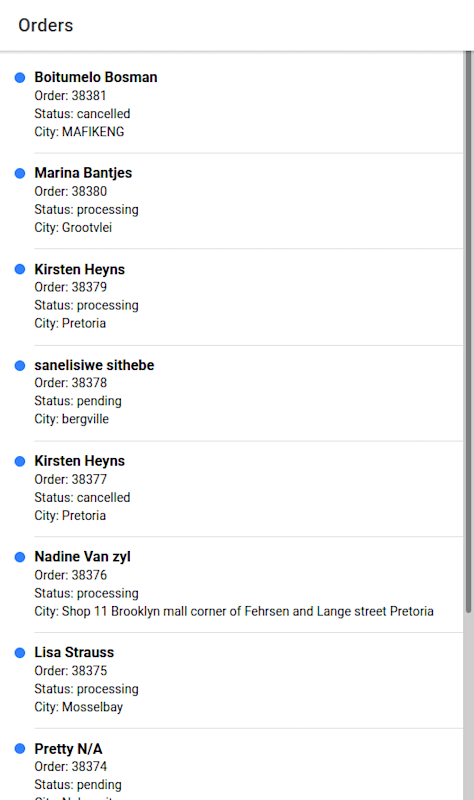 Orders
Boitumelo Bosman
Order: 38381
Status: cancelled
City: MAFIKENG
Marina Bantjes
Order: 38380
Status: processing
City: Grootvlei
Kirsten Heyns
Order: 38379
Status: processing
City: Pretoria
sanelisiwe sithebe
Order: 38378
Status: pending
City: bergville
Kirsten Heyns
Order: 38377
Status: cancelled
City: Pretoria
Nadine Van zyl
Order: 38376
Status: processing
City: Shop 11 Brooklyn mall corner of Fehrsen and Lange street Pretoria
Lisa Strauss
Order: 38375
Status: processing
City: Mosselbay
Pretty N/A
Order: 38374
Status: pending
City: